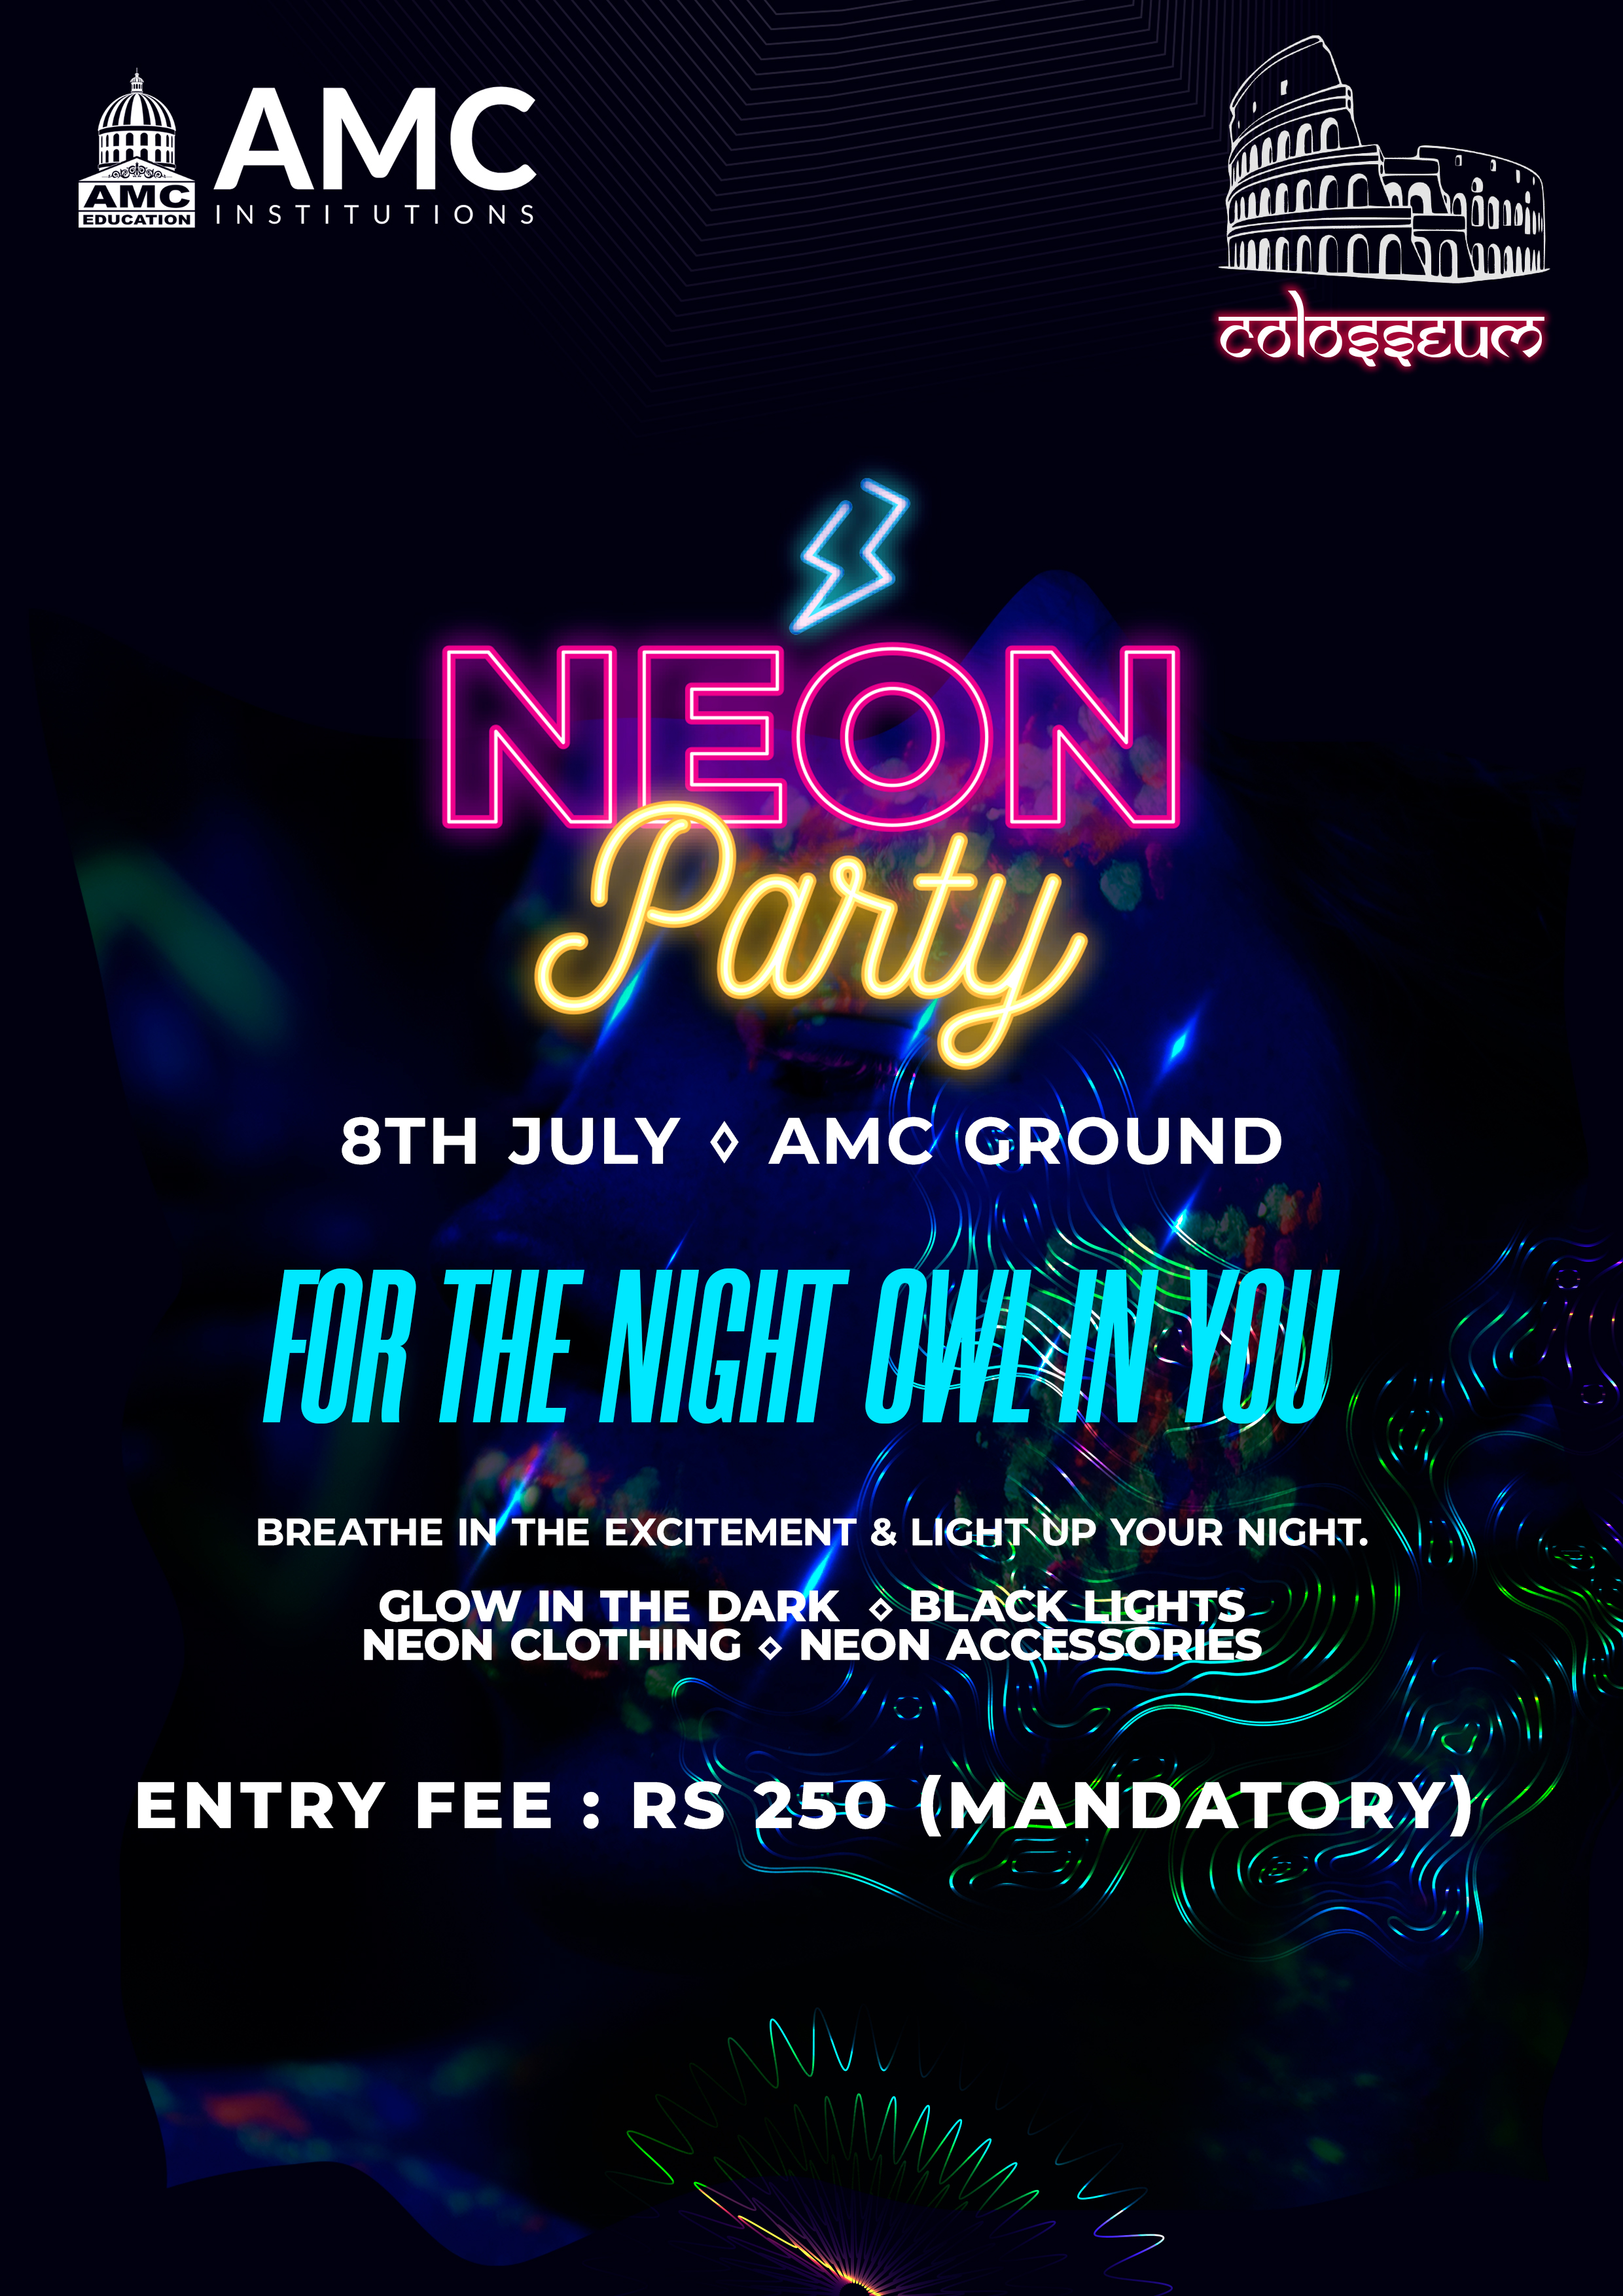 AMC
EDUCATION
AMC
INSTITUTIONS
colosseum
NEON
Party
8TH JULY ◊ AMC GROUND
FOR THE NIGHT OWL IN YOU
BREATHE IN THE EXCITEMENT & LIGHT UP YOUR NIGHT.
GLOW IN THE DARK ⋄ BLACK LIGHTS
NEON CLOTHING ⋄ NEON ACCESSORIES
ENTRY FEE : RS 250 (MANDATORY)